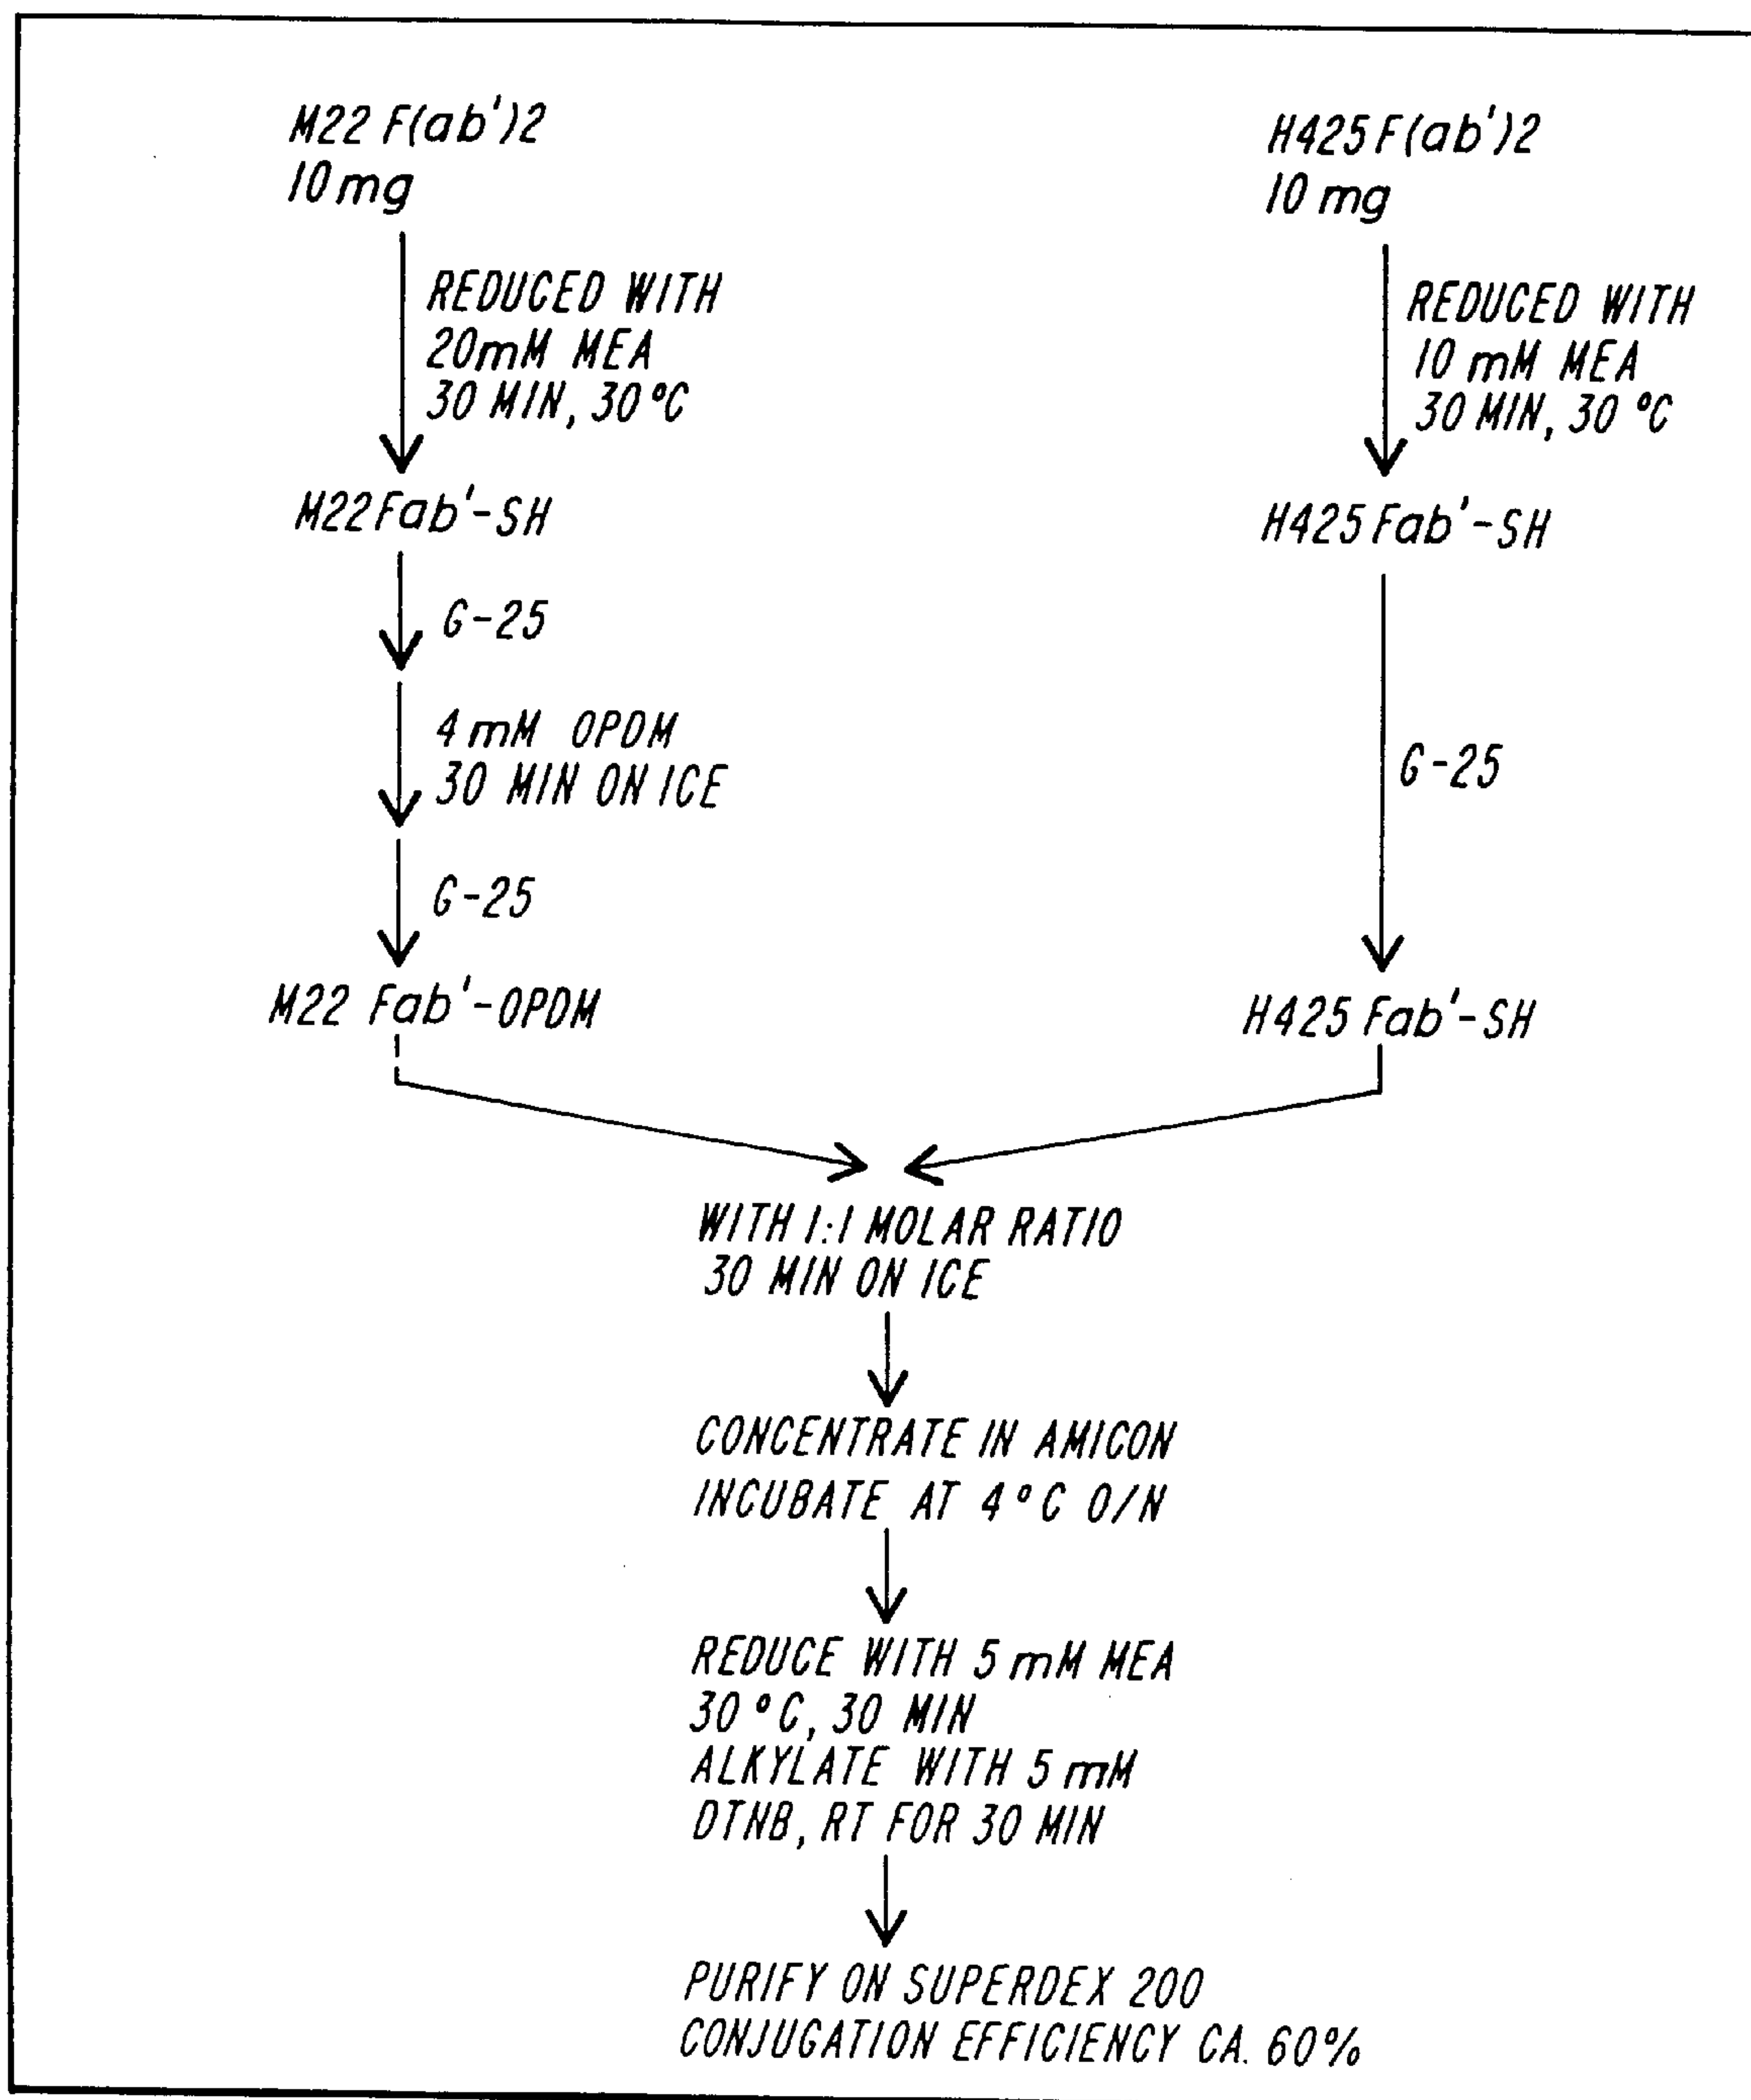 M22 F(ab')2
10 mg
REDUCED WITH
20mM MEA
30 MIN, 30°C
M22Fab'-SH
G-25
4 mM OPDM
30 MIN ON ICE
G-25
M22 Fab'-OPDM
H425 F(ab')2
10 mg
REDUCED WITH
10 mM MEA
30 MIN, 30 °C
H425 Fab'-SH
G-25
H425 Fab'-SH
WITH 1:1 MOLAR RATIO
30 MIN ON ICE
CONCENTRATE IN AMICON
INCUBATE AT 4°C O/N
REDUCE WITH 5 mM MEA
30°C, 30 MIN
ALKYLATE WITH 5 mM
DTNB, RT FOR 30 MIN
PURIFY ON SUPERDEX 200
CONJUGATION EFFICIENCY CA. 60%